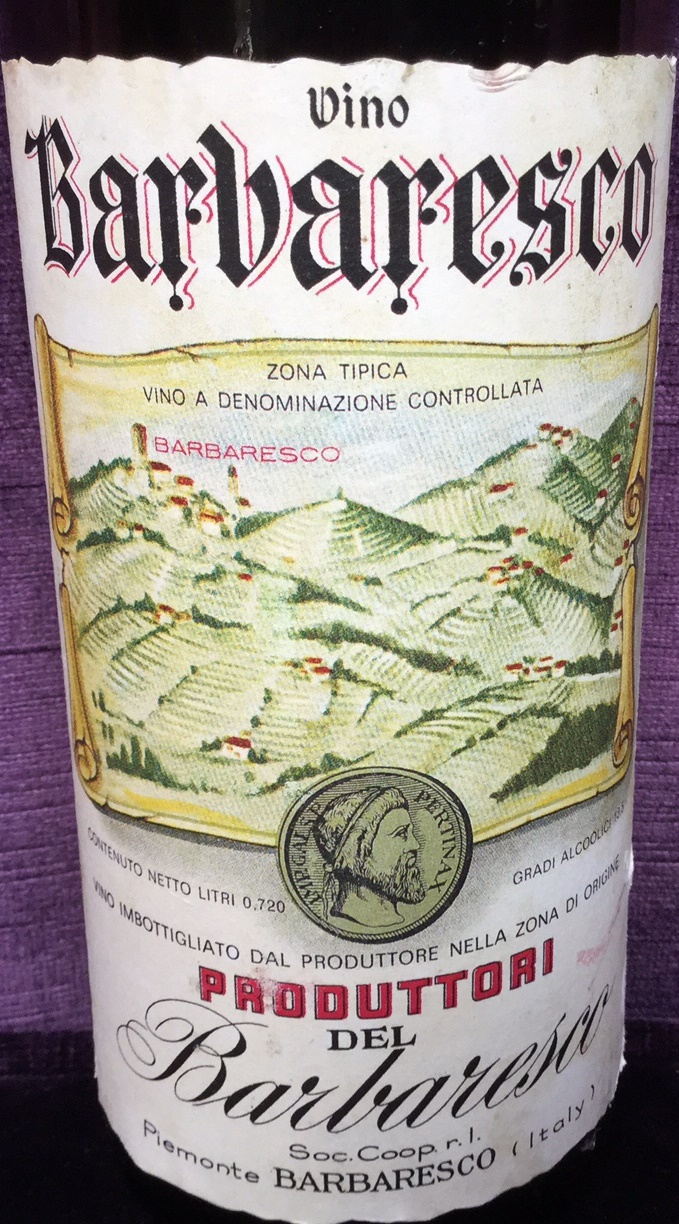 Vino
Barbaresco
ZONA TIPICA
VINO A DENOMINAZIONE CONTROLLATA
BARBARESCO
PERTINAX
CONTENUTO NETTO LITRI 0,720
GRADI ALCOOLICI
VINO IMBOTTIGLIATO DAL PRODUTTORE NELLA ZONA DI ORIGINE
PRODUTTORI
DEL
Barbaresco
Soc. Coop. r. l.
Piemonte BARBARESCO (Italy)